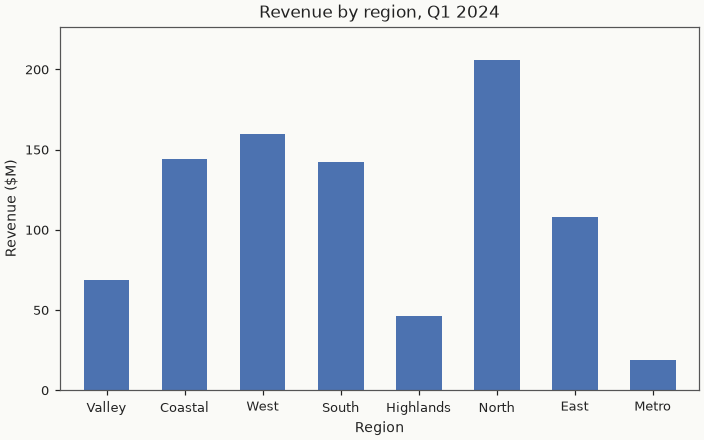 Revenue by region, Q1 2024
Revenue ($M)
200
150
100
50
0
Valley Coastal West South Highlands North East Metro
Region